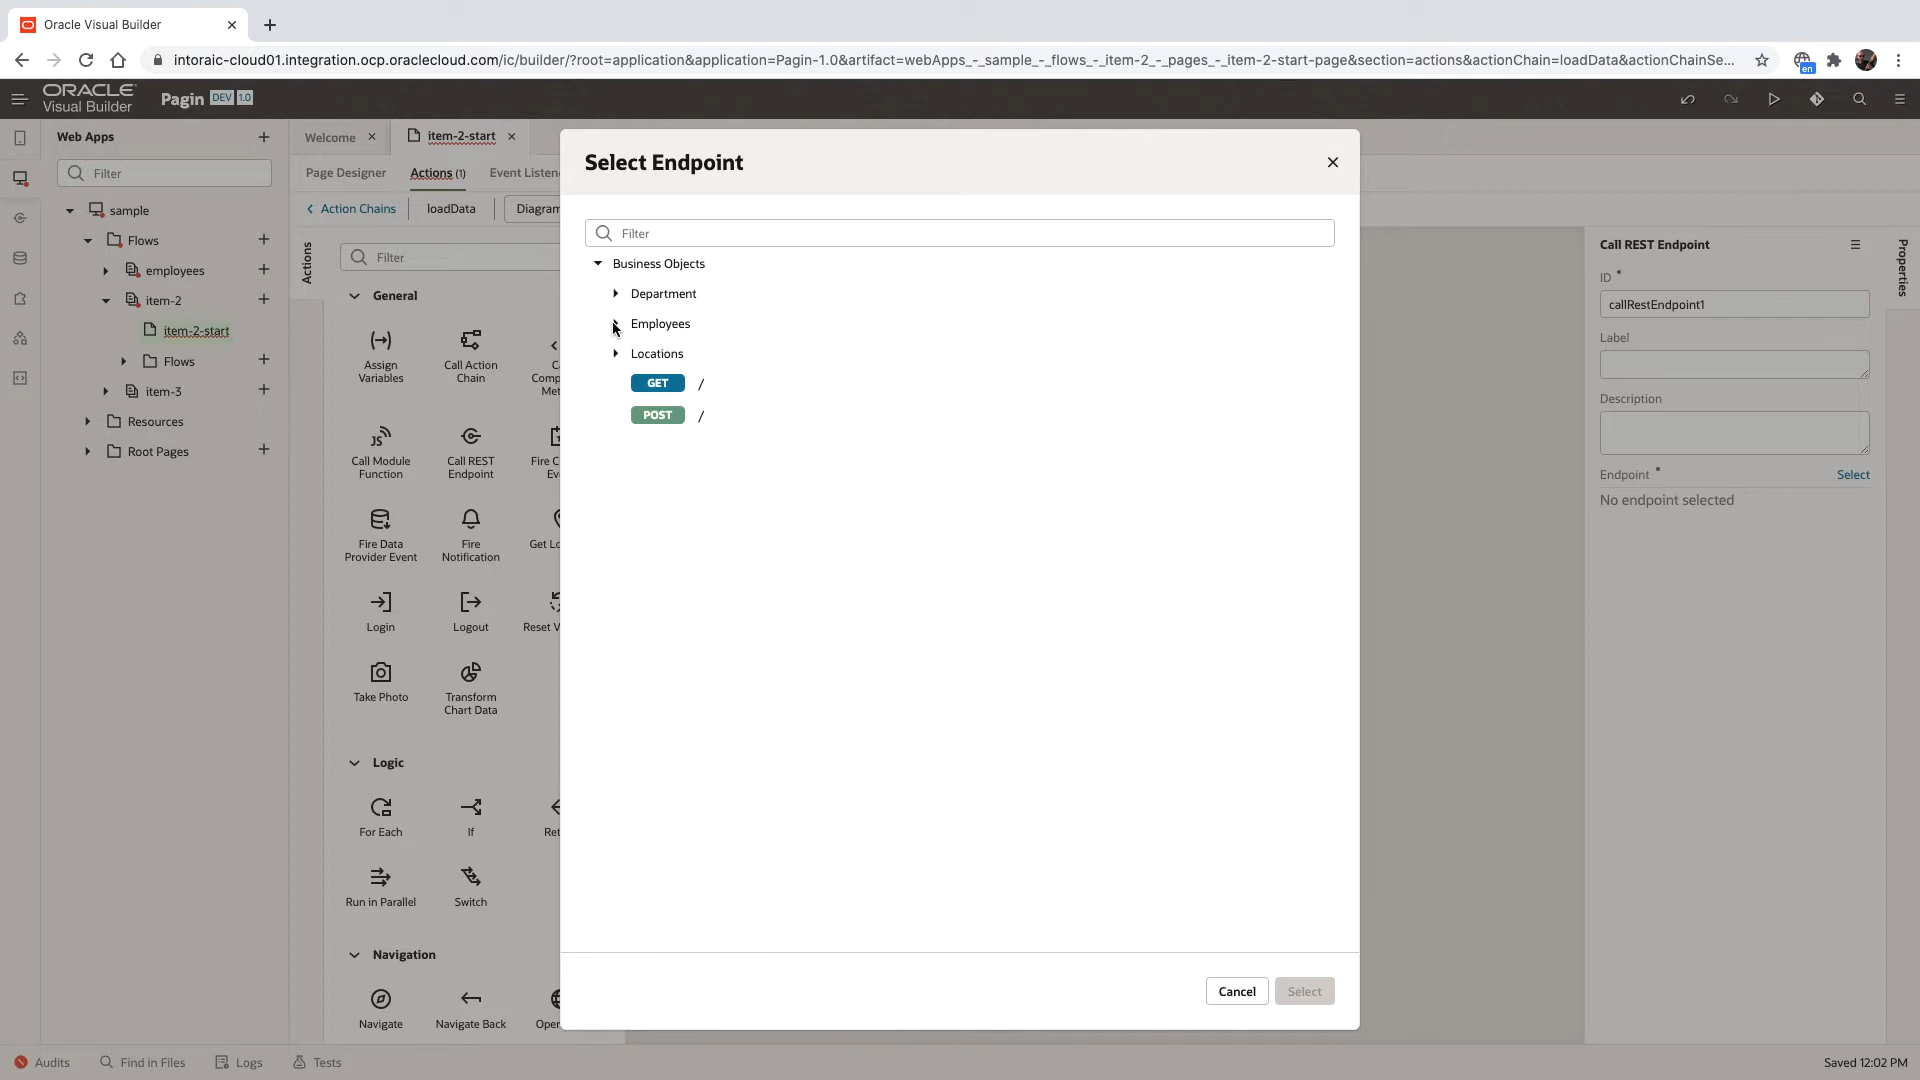 Oracle Visual Builder
intoraic-cloud01.integration.ocp.oraclecloud.com/ic/builder/?root=application&application=Pagin-1.0&artifact=webApps_-_sample_-_flows_-_item-2_-_pages_-_item-2-start-page&section=actions&actionChain=loadData&actionChainSe...
en
ORACLE
Visual Builder
Pagin DEV 1.0
Web Apps
Filter
sample
Flows
employees
item-2
item-2-start
Flows
item-3
Resources
Root Pages
Welcome
item-2-start
Page Designer
Actions (1)
Event Listen
Action Chains
loadData
Diagram
Actions
Filter
General
Assign
Variables
Call Action
Chain
Call Module
Function
Call REST
Endpoint
Fire Data
Provider Event
Fire
Notification
Login
Logout
Take Photo
Transform
Chart Data
Logic
For Each
If
Run in Parallel
Switch
Navigation
Navigate
Navigate Back
Select Endpoint
Filter
Business Objects
Department
Employees
Locations
GET /
POST /
Cancel
Select
Call REST Endpoint
Properties
ID *
callRestEndpoint1
Label
Description
Endpoint *
Select
No endpoint selected
Audits
Find in Files
Logs
Tests
Saved 12:02 PM